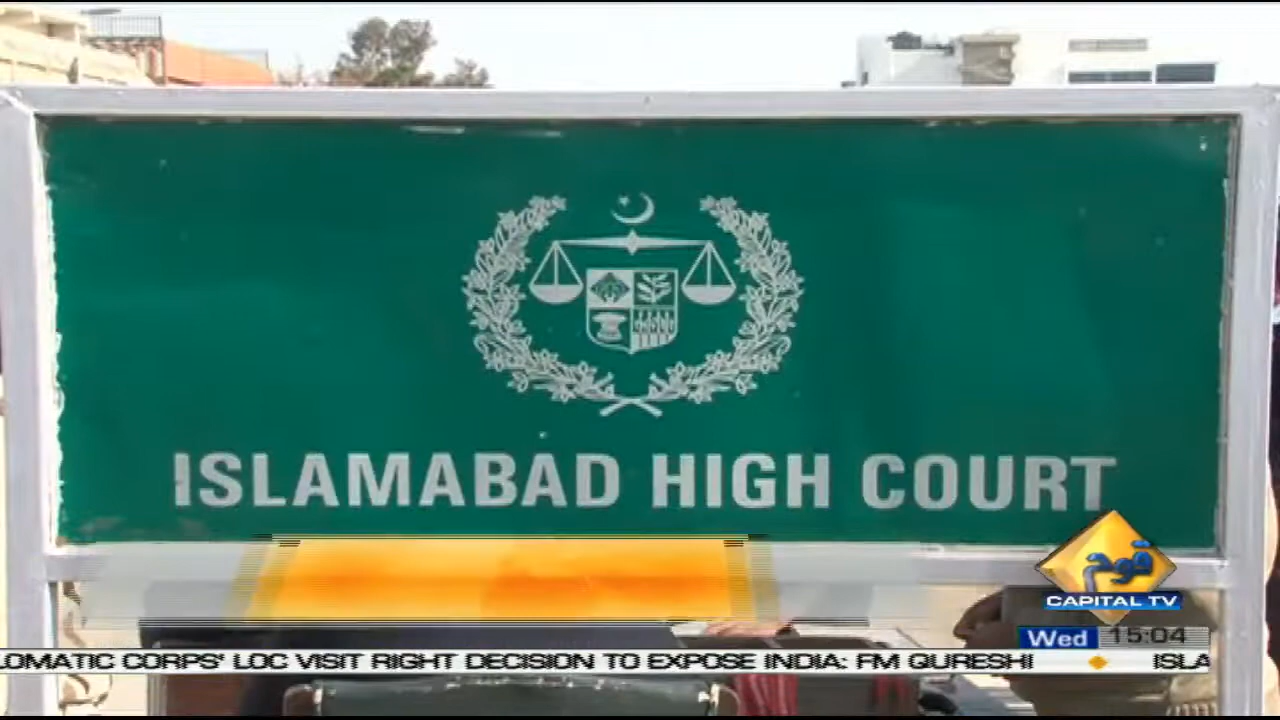 ISLAMABAD HIGH COURT
قوم
CAPITAL TV
Wed 15:04
LOMATIC CORPS' LOC VISIT RIGHT DECISION TO EXPOSE INDIA: FM QURESHI ISLA